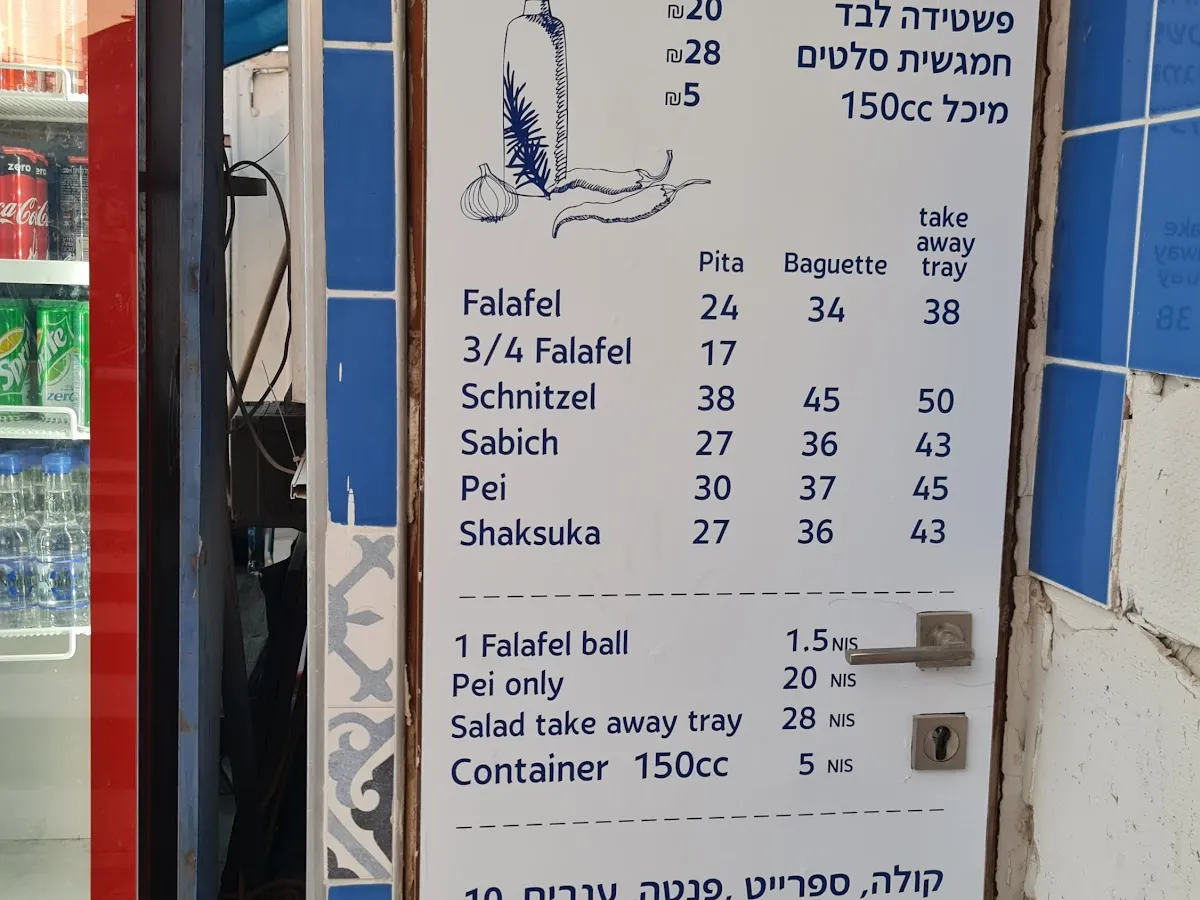 פשטידה לבד ₪20
חמגשית סלטים ₪28
מיכל 150cc ₪5
take
away
tray
Pita Baguette
Falafel 24 34 38
3/4 Falafel 17
Schnitzel 38 45 50
Sabich 27 36 43
Pei 30 37 45
Shaksuka 27 36 43
1 Falafel ball 1.5 NIS
Pei only 20 NIS
Salad take away tray 28 NIS
Container 150cc 5 NIS
קולה, ספרייט, פנטה, ענבים 10
zero
Coca-Cola
Sprite
zero